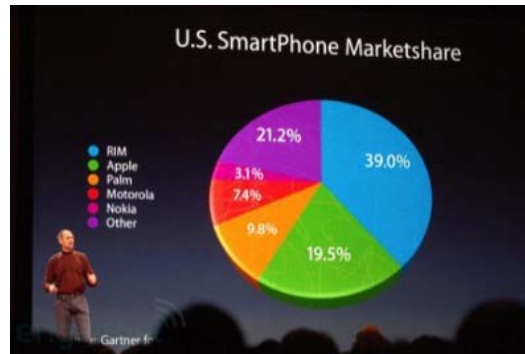 U.S. SmartPhone Marketshare
RIM
Apple
Palm
Motorola
Nokia
Other
21.2%
39.0%
3.1%
7.4%
9.8%
19.5%
Gartner